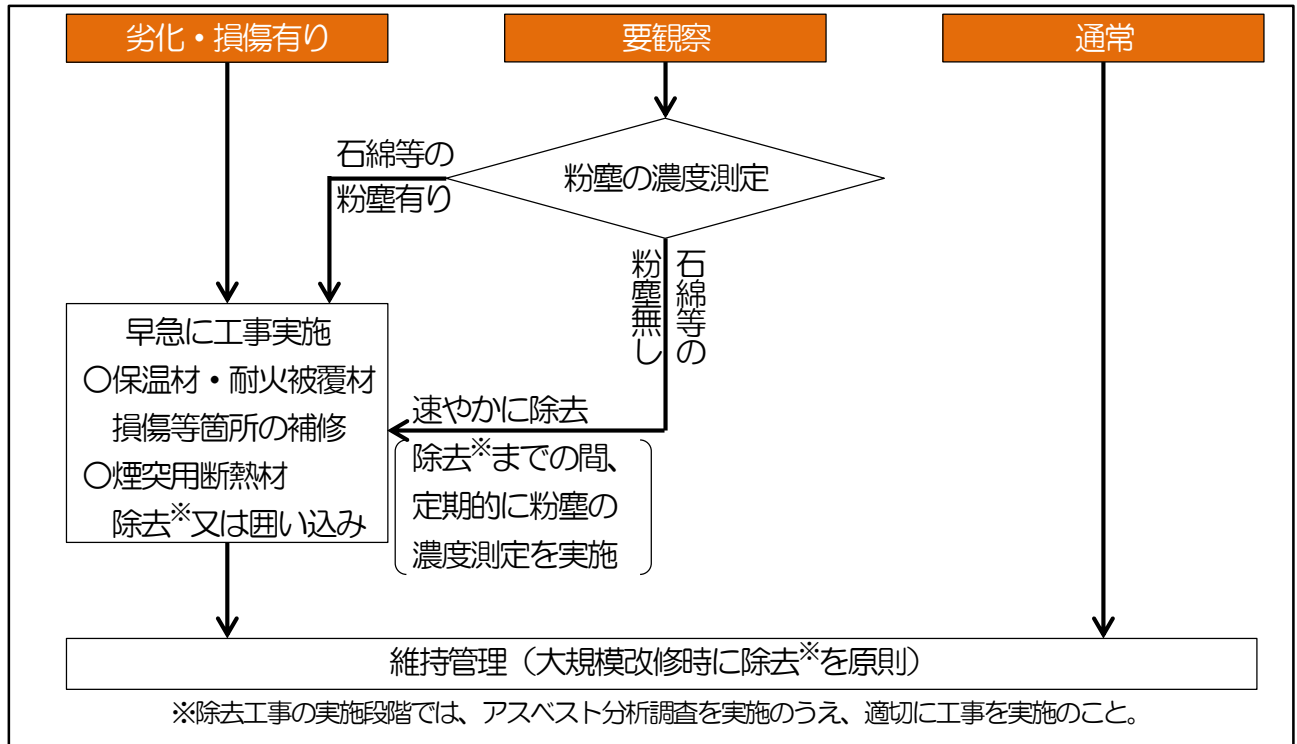 劣化・損傷有り
要観察
通常
粉塵の濃度測定
石綿等の
粉塵有り
石綿等の
粉塵無し
早急に工事実施
○保温材・耐火被覆材
損傷等箇所の補修
○煙突用断熱材
除去※又は囲い込み
速やかに除去
除去※までの間、
定期的に粉塵の
濃度測定を実施
維持管理（大規模改修時に除去※を原則）
※除去工事の実施段階では、アスベスト分析調査を実施のうえ、適切に工事を実施のこと。